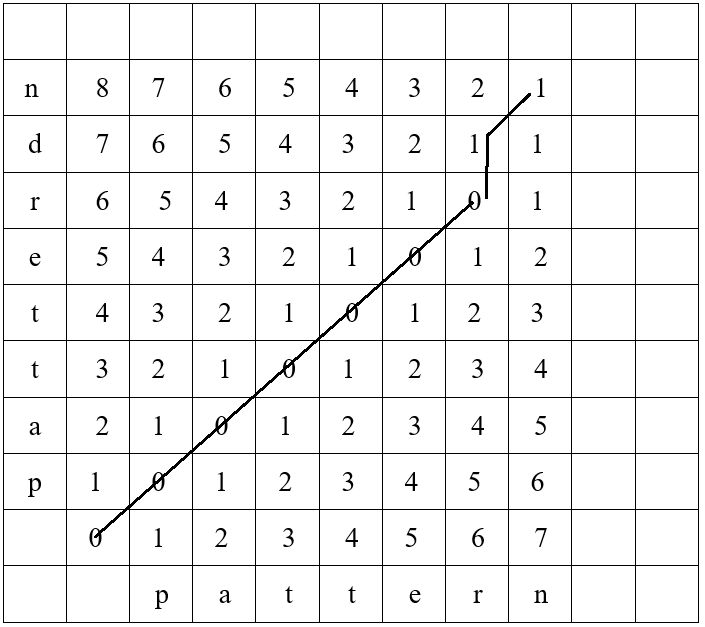 n 8 7 6 5 4 3 2 1
d 7 6 5 4 3 2 1 1
r 6 5 4 3 2 1 0 1
e 5 4 3 2 1 0 1 2
t 4 3 2 1 0 1 2 3
t 3 2 1 0 1 2 3 4
a 2 1 0 1 2 3 4 5
p 1 0 1 2 3 4 5 6
0 1 2 3 4 5 6 7
p a t t e r n